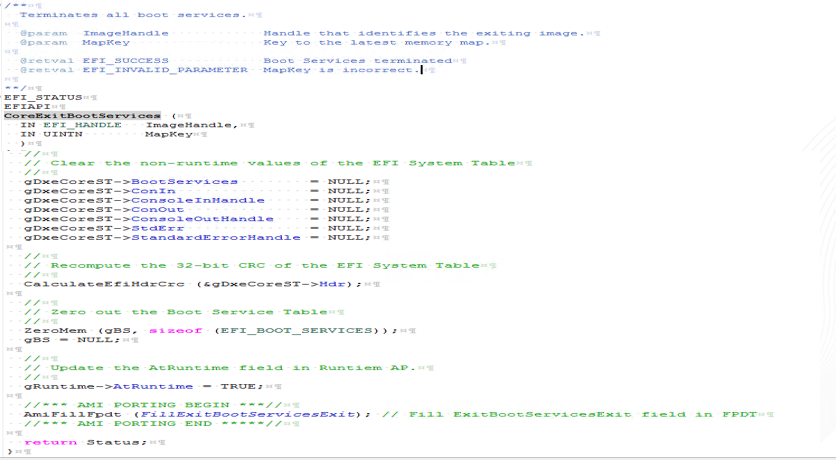 /**
Terminates all boot services.
@param ImageHandle Handle that identifies the exiting image.
@param MapKey Key to the latest memory map.
@retval EFI_SUCCESS Boot Services terminated
@retval EFI_INVALID_PARAMETER MapKey is incorrect.
**/
EFI_STATUS
EFIAPI
CoreExitBootServices (
IN EFI_HANDLE ImageHandle,
IN UINTN MapKey
)
//
// Clear the non-runtime values of the EFI System Table
//
gDxeCoreST->BootServices = NULL;
gDxeCoreST->ConIn = NULL;
gDxeCoreST->ConsoleInHandle = NULL;
gDxeCoreST->ConOut = NULL;
gDxeCoreST->ConsoleOutHandle = NULL;
gDxeCoreST->StdErr = NULL;
gDxeCoreST->StandardErrorHandle = NULL;
//
// Recompute the 32-bit CRC of the EFI System Table
//
CalculateEfiHdrCrc (&gDxeCoreST->Hdr);
//
// Zero out the Boot Service Table
//
ZeroMem (gBS, sizeof (EFI_BOOT_SERVICES));
gBS = NULL;
//
// Update the AtRuntime field in Runtiem AP.
//
gRuntime->AtRuntime = TRUE;
//*** AMI PORTING BEGIN ***//
AmiFillFpdt (FillExitBootServicesExit); // Fill ExitBootServicesExit field in FPDT
//*** AMI PORTING END *****//
return Status;
}